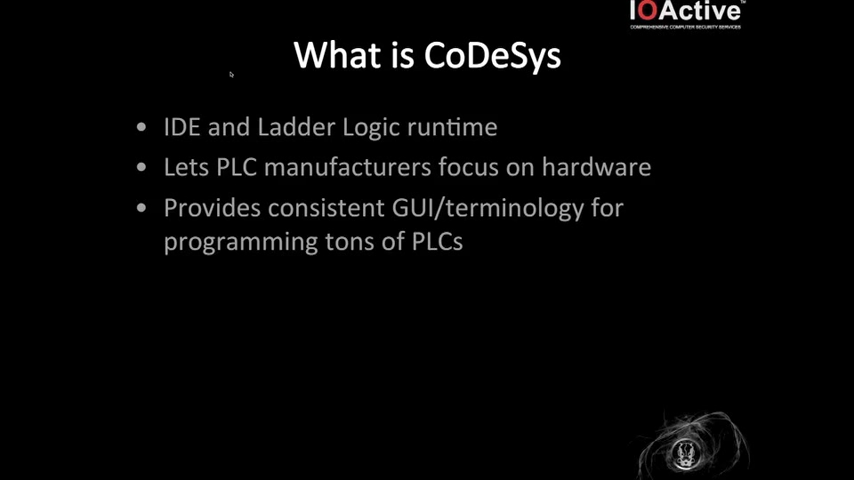 IOActive™
COMPREHENSIVE COMPUTER SECURITY SERVICES
What is CoDeSys
• IDE and Ladder Logic runtime
• Lets PLC manufacturers focus on hardware
• Provides consistent GUI/terminology for
programming tons of PLCs